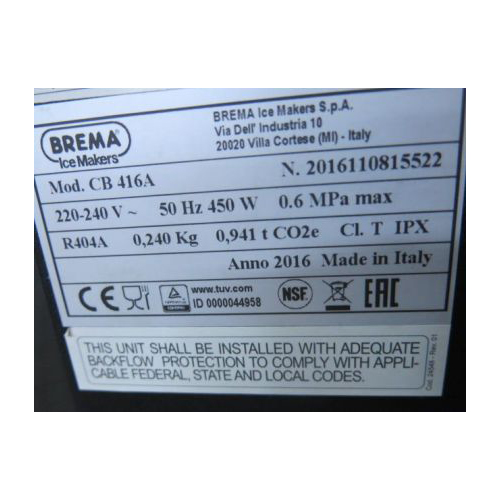 BREMA
Ice Makers
BREMA Ice Makers S.p.A.
Via Dell' Industria 10
20020 Villa Cortese (MI) - Italy
Mod. CB 416A
N. 2016110815522
220-240 V ~ 50 Hz 450 W 0.6 MPa max
R404A 0,240 Kg 0,941 t CO2e Cl. T IPX
Anno 2016 Made in Italy
CE
www.tuv.com
ID 0000044958
NSF
EAC
THIS UNIT SHALL BE INSTALLED WITH ADEQUATE
BACKFLOW PROTECTION TO COMPLY WITH APPLI-
CABLE FEDERAL, STATE AND LOCAL CODES.